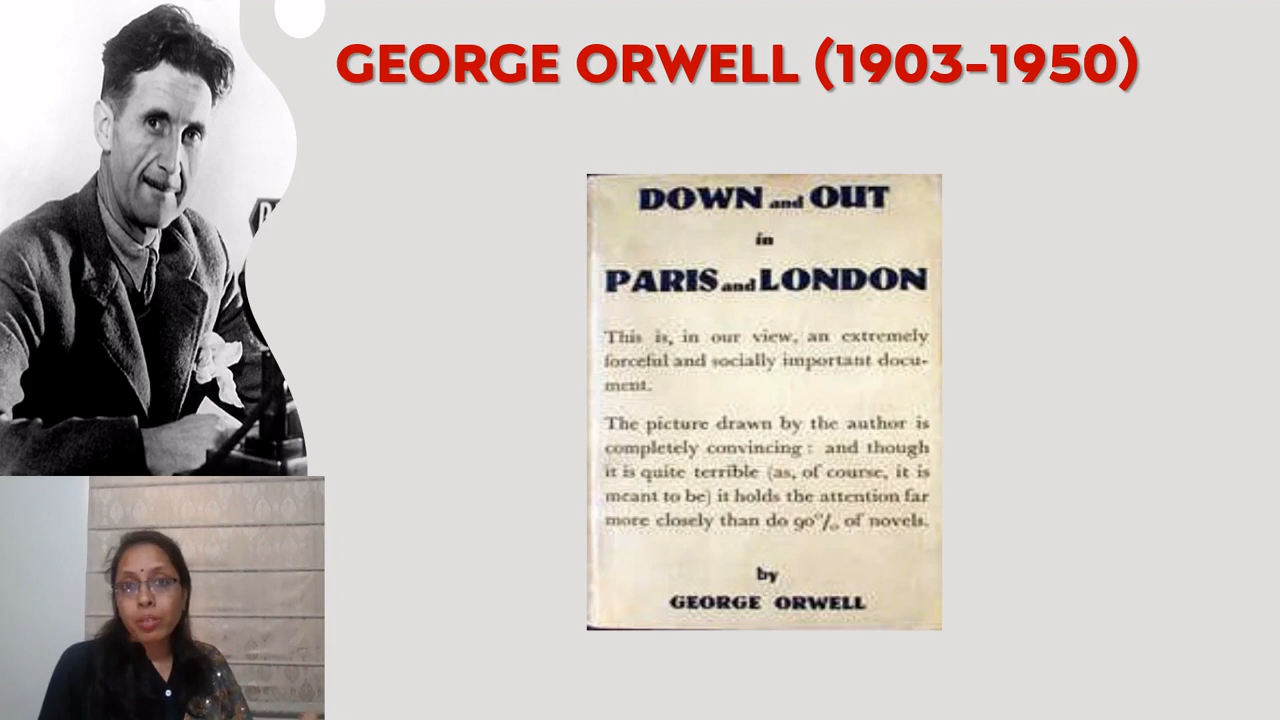 GEORGE ORWELL (1903-1950)
DOWN and OUT
in
PARIS and LONDON
This is, in our view, an extremely
forceful and socially important docu-
ment.
The picture drawn by the author is
completely convincing : and though
it is quite terrible (as, of course, it is
meant to be) it holds the attention far
more closely than do 90% of novels.
by
GEORGE ORWELL